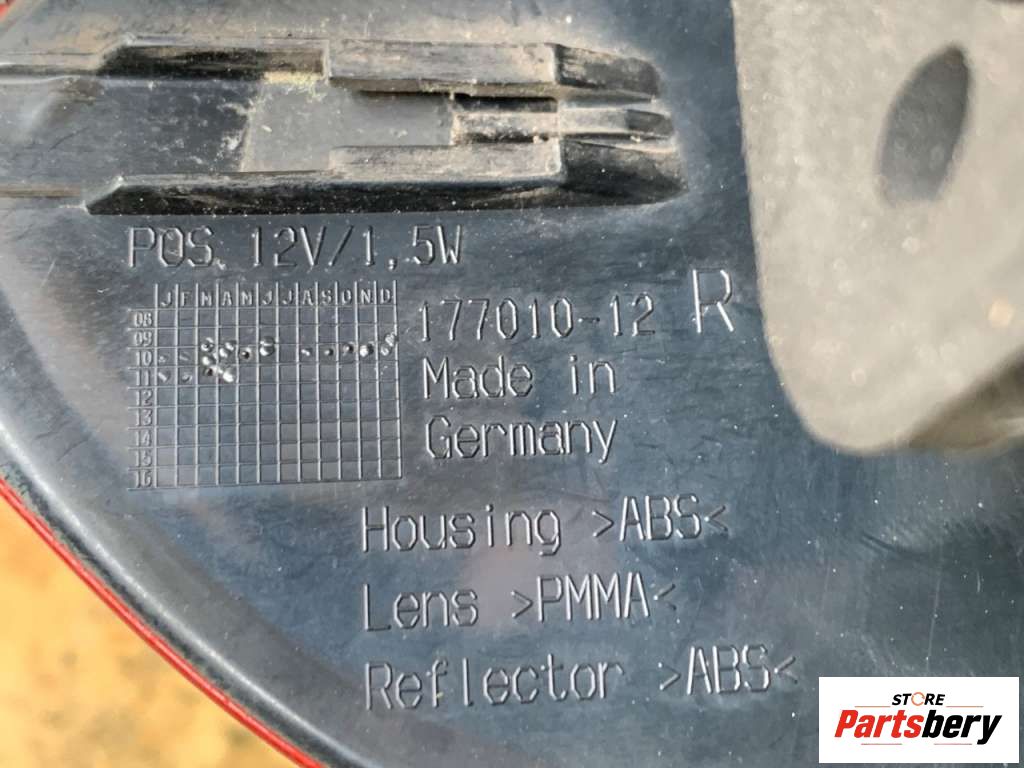 POS. 12V/1,5W
J F M A M J J A S O N D
08
09
10
11
12
13
14
15
16
177010-12 R
Made in
Germany
Housing >ABS<
Lens >PMMA<
Reflector >ABS<
STORE
Partsbery